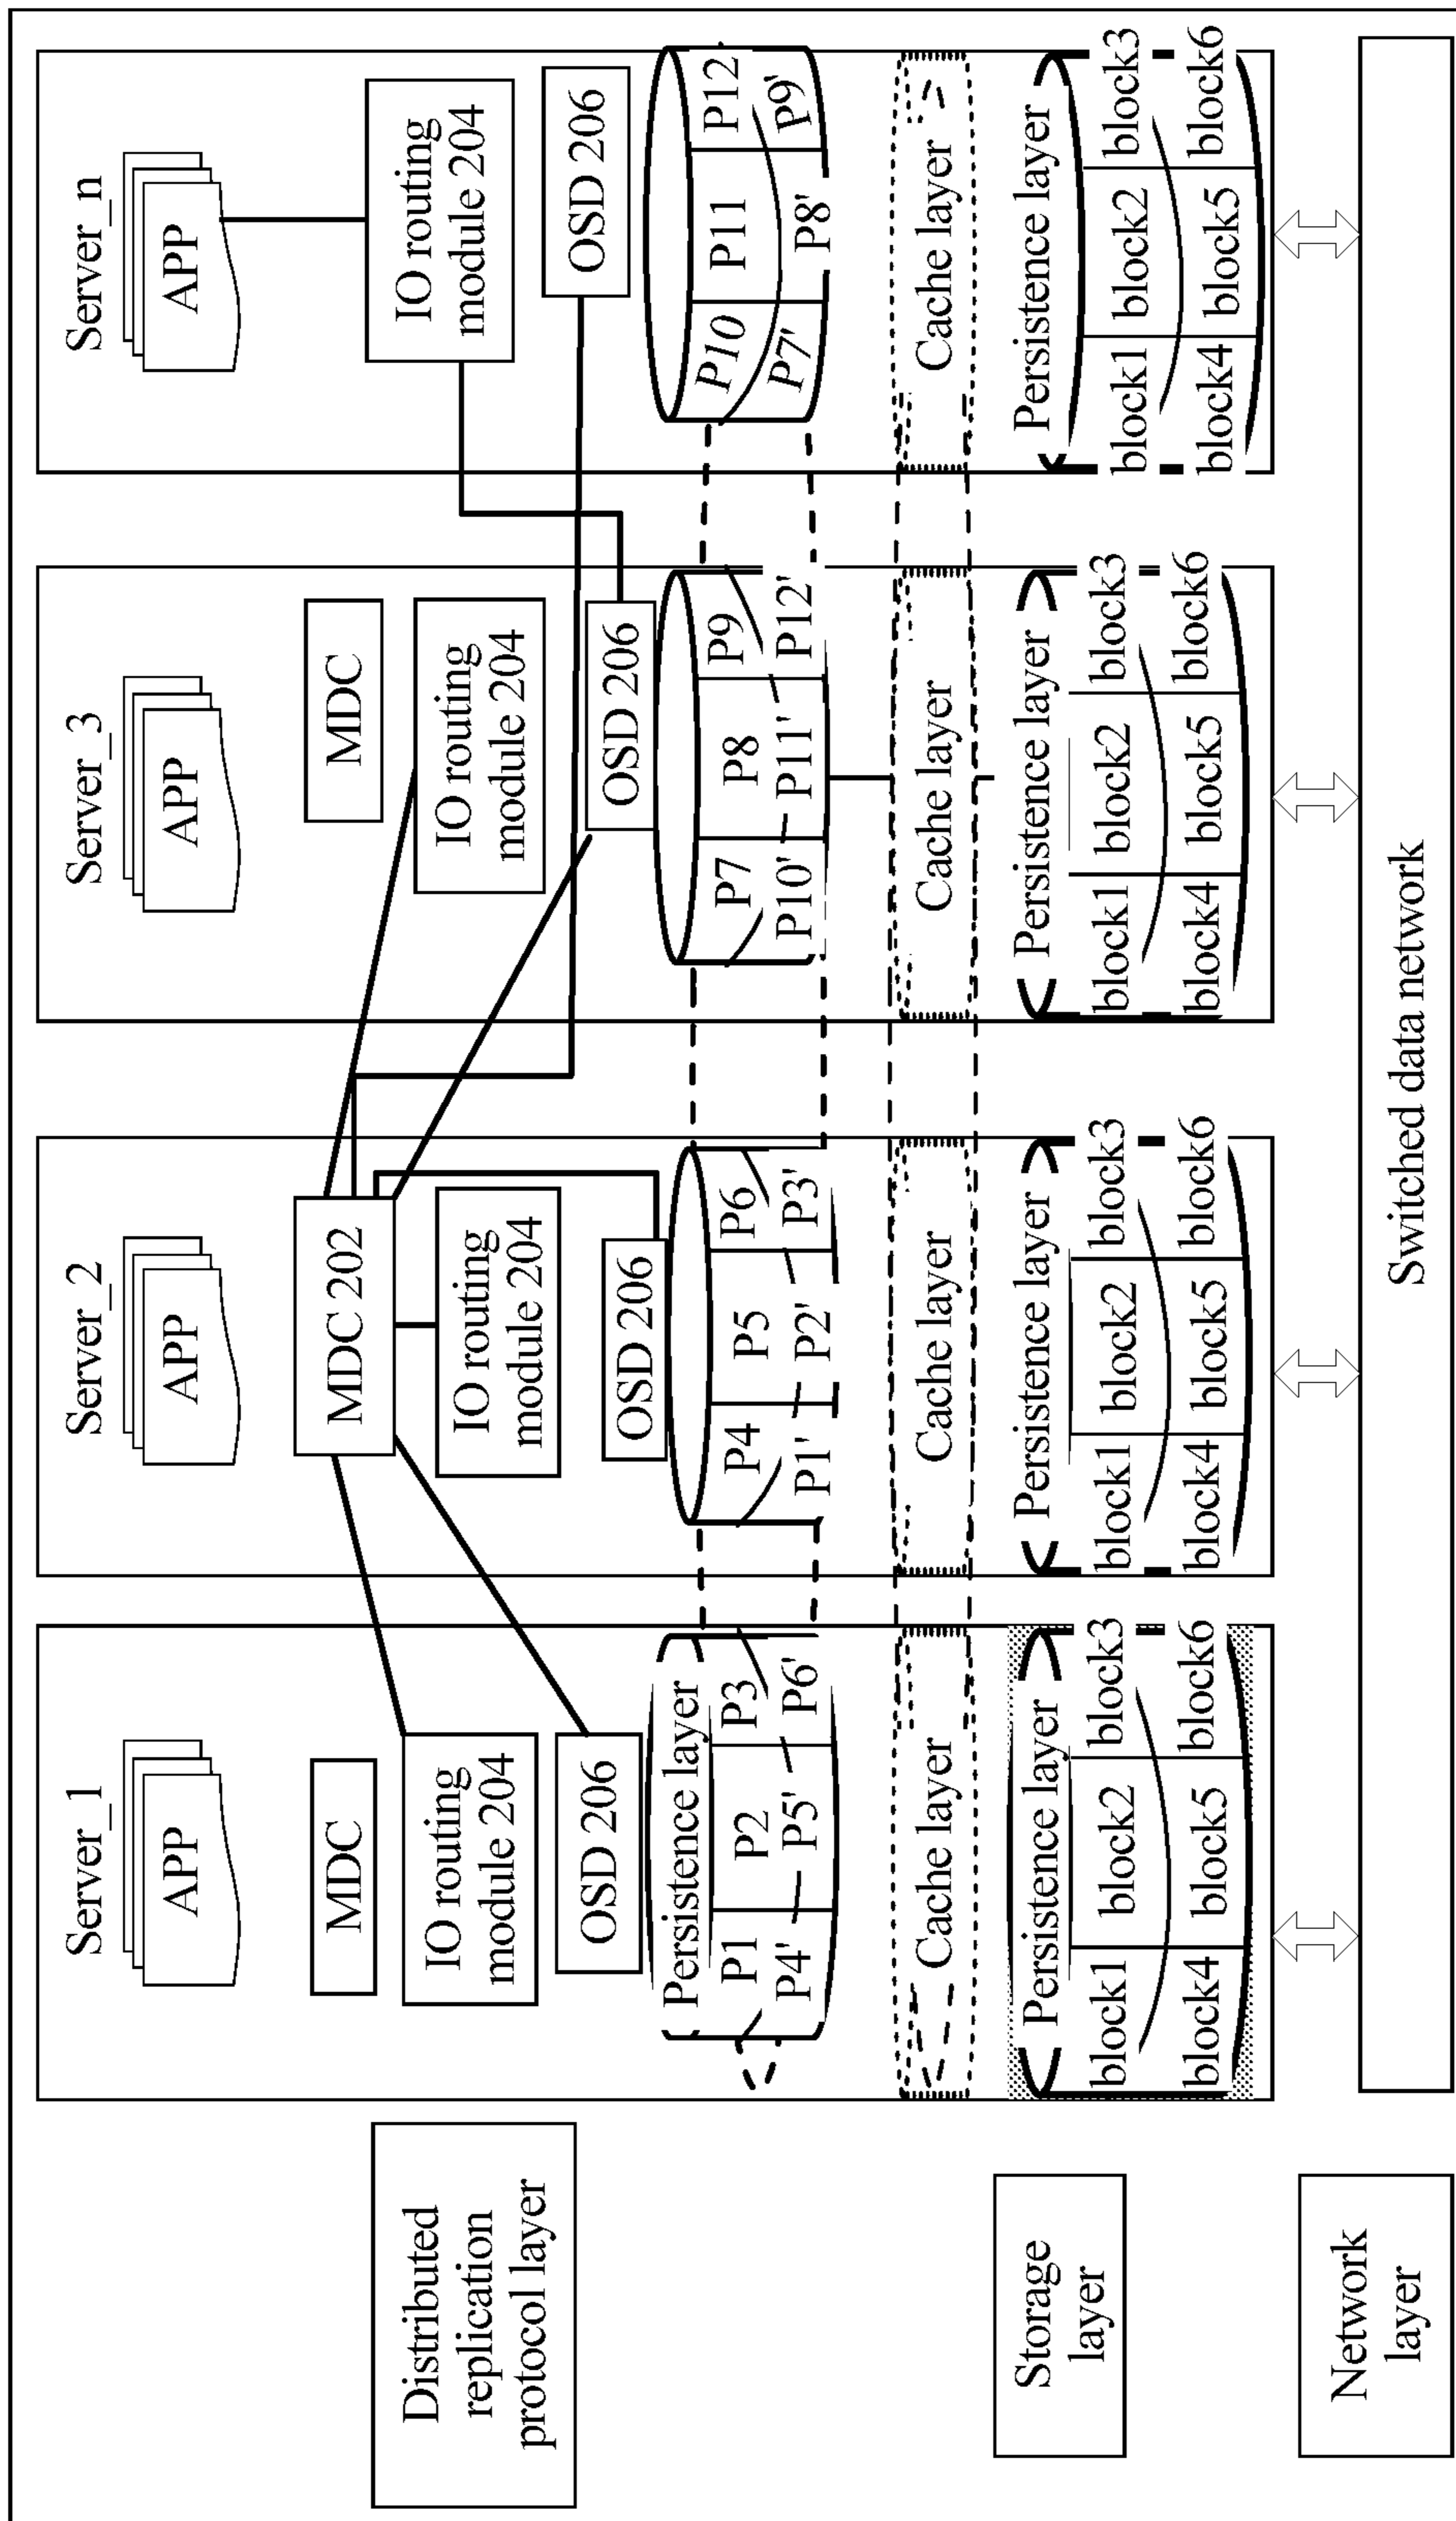 Distributed
replication
protocol layer
Storage
layer
Network
layer
Server_1
APP
MDC
IO routing
module 204
OSD 206
Persistence layer
P1
P2
P3
P4'
P5'
P6'
Cache layer
Persistence layer
block1
block2
block3
block4
block5
block6
Server_2
APP
MDC 202
IO routing
module 204
OSD 206
P4
P5
P6
P1'
P2'
P3'
Cache layer
Persistence layer
block1
block2
block3
block4
block5
block6
Server_3
APP
MDC
IO routing
module 204
OSD 206
P7
P8
P9
P10'
P11'
P12'
Cache layer
Persistence layer
block1
block2
block3
block4
block5
block6
Server_n
APP
IO routing
module 204
OSD 206
P10
P11
P12
P7'
P8'
P9'
Cache layer
Persistence layer
block1
block2
block3
block4
block5
block6
Switched data network